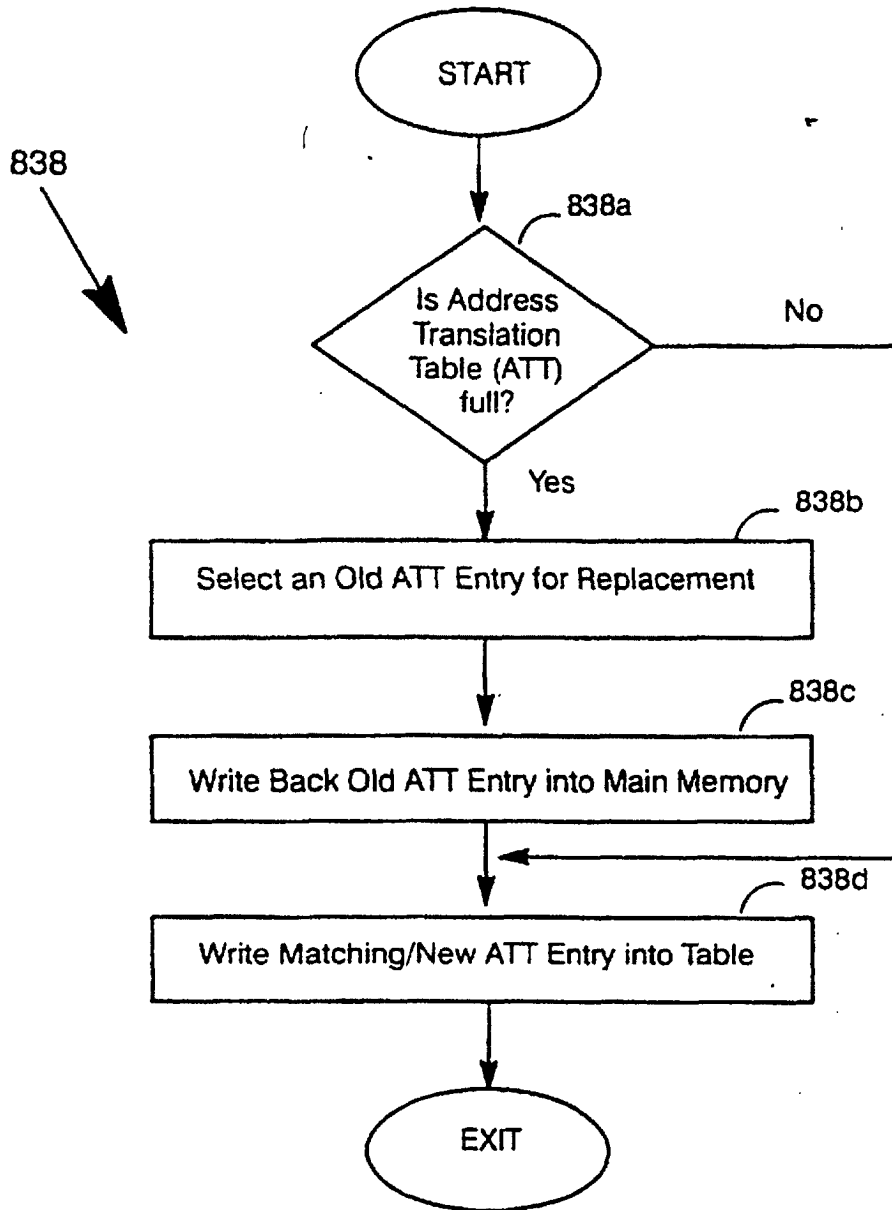 START
838
838a
Is Address
Translation
Table (ATT)
full?
No
Yes
838b
Select an Old ATT Entry for Replacement
838c
Write Back Old ATT Entry into Main Memory
838d
Write Matching/New ATT Entry into Table
EXIT